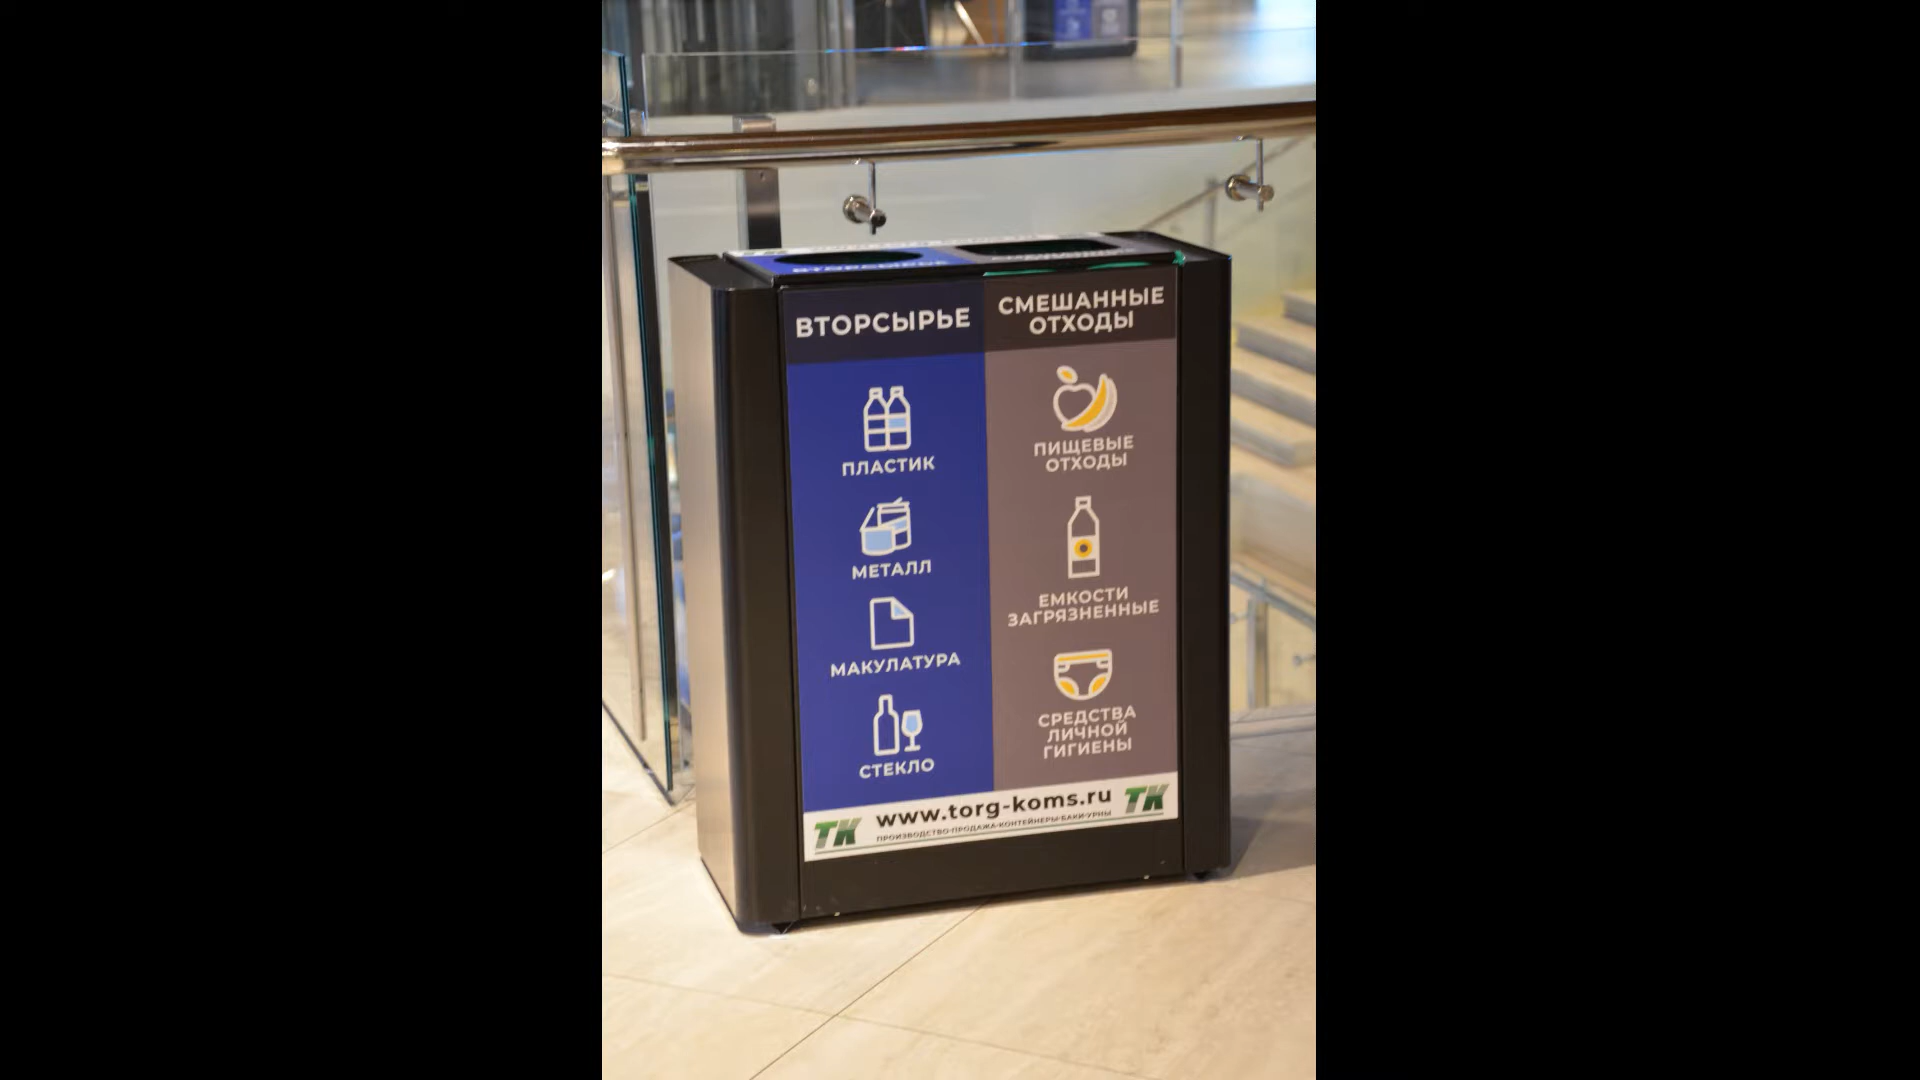 ВТОРСЫРЬЕ
ВТОРСЫРЬЕ
ПЛАСТИК
МЕТАЛЛ
МАКУЛАТУРА
СТЕКЛО
СМЕШАННЫЕ
ОТХОДЫ
ПИЩЕВЫЕ
ОТХОДЫ
ЕМКОСТИ
ЗАГРЯЗНЕННЫЕ
СРЕДСТВА
ЛИЧНОЙ
ГИГИЕНЫ
ТК www.torg-koms.ru ТК
ПРОИЗВОДСТВО-ПРОДАЖА-КОНТЕЙНЕРЫ-БАКИ-УРНЫ